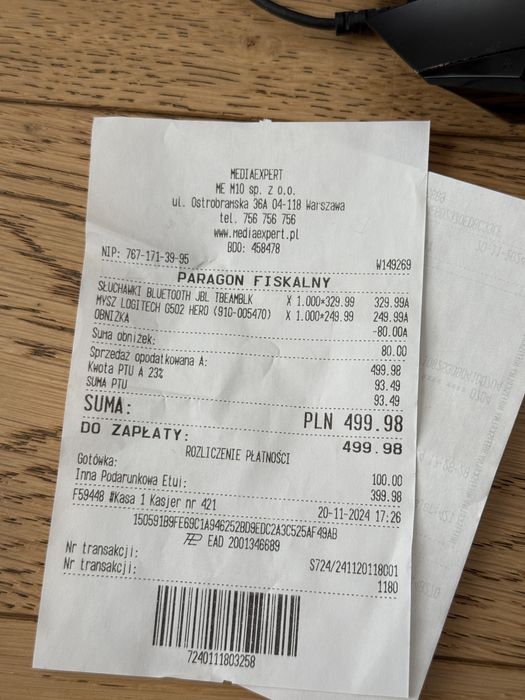 MEDIAEXPERT
ME M10 sp. z o.o.
ul. Ostrobramska 36A 04-118 Warszawa
tel. 756 756 756
www.mediaexpert.pl
BDO: 458478
NIP: 767-171-39-95 W149269
PARAGON FISKALNY
SŁUCHAWKI BLUETOOTH JBL TBEAMBLK X 1.000*329.99 329.99A
MYSZ LOGITECH G502 HERO (910-005470) X 1.000*249.99 249.99A
OBNIŻKA -80.00A
Suma obniżek: 80.00
Sprzedaż opodatkowana A: 499.98
Kwota PTU A 23% 93.49
SUMA PTU 93.49
SUMA: PLN 499.98
DO ZAPŁATY: 499.98
ROZLICZENIE PŁATNOŚCI
Gotówka: 100.00
Inna Podarunkowa Etui: 399.98
F59448 #Kasa 1 Kasjer nr 421 20-11-2024 17:26
150591B9FE69C1A946252BD9EDC2A3C525AF49AB
EAD 2001346689
Nr transakcji: S724/241120118001
Nr transakcji: 1180
7240111803258